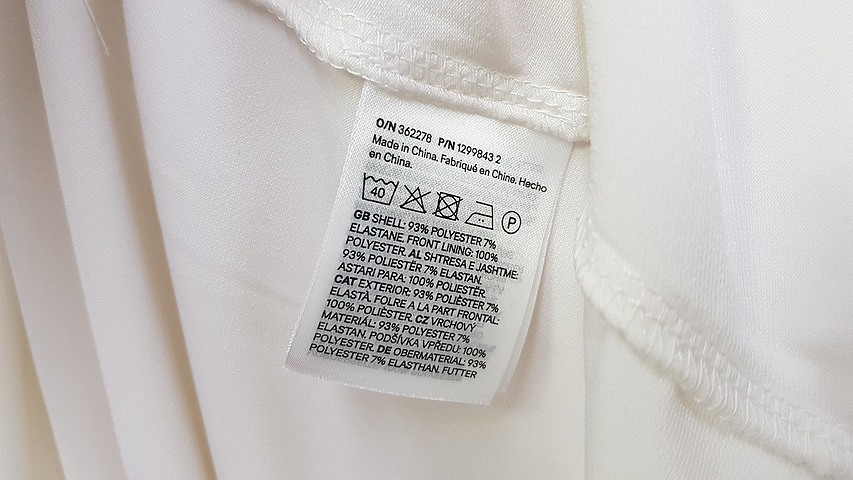 O/N 362278 P/N 1299843 2
Made in China. Fabriqué en Chine. Hecho
en China.
40 P
GB SHELL: 93% POLYESTER 7%
ELASTANE. FRONT LINING: 100%
POLYESTER. AL SHTRESA E JASHTME:
93% POLIESTËR 7% ELASTAN.
ASTARI PARA: 100% POLIESTËR.
CAT EXTERIOR: 93% POLIÈSTER 7%
ELASTÀ. FOLRE A LA PART FRONTAL:
100% POLIÈSTER. CZ VRCHOVÝ
MATERIÁL: 93% POLYESTER 7%
ELASTAN. PODŠÍVKA VPŘEDU: 100%
POLYESTER. DE OBERMATERIAL: 93%
POLYESTER 7% ELASTHAN. FUTTER